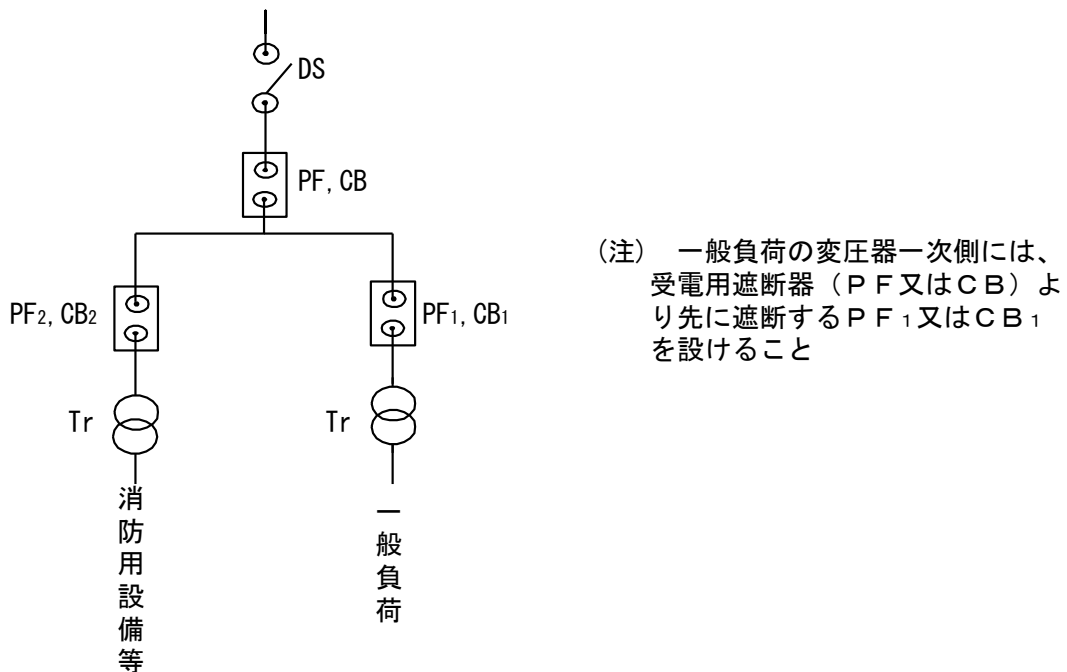 DS
PF, CB
PF₂, CB₂
PF₁, CB₁
Tr
Tr
消防用設備等
一般負荷
(注) 一般負荷の変圧器一次側には、
受電用遮断器(PF又はCB)よ
り先に遮断するPF₁又はCB₁
を設けること